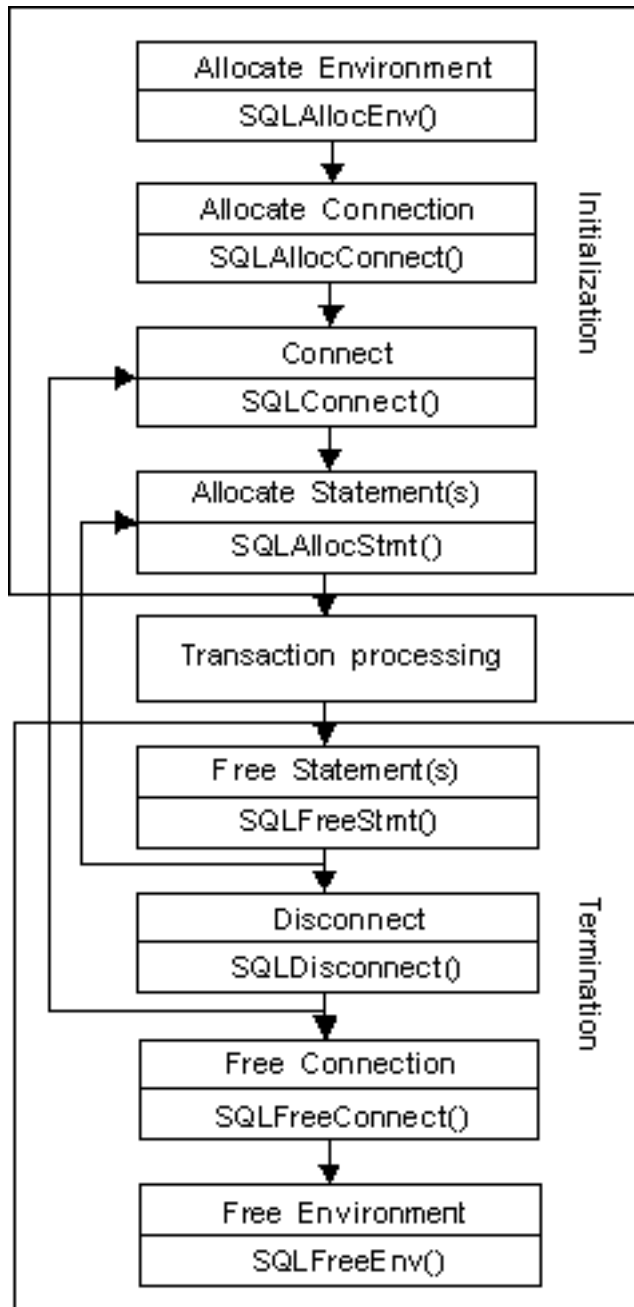 Allocate Environment
SQLAllocEnv()
Allocate Connection
SQLAllocConnect()
Initialization
Connect
SQLConnect()
Allocate Statement(s)
SQLAllocStmt()
Transaction processing
Free Statement(s)
SQLFreeStmt()
Disconnect
SQLDisconnect()
Termination
Free Connection
SQLFreeConnect()
Free Environment
SQLFreeEnv()